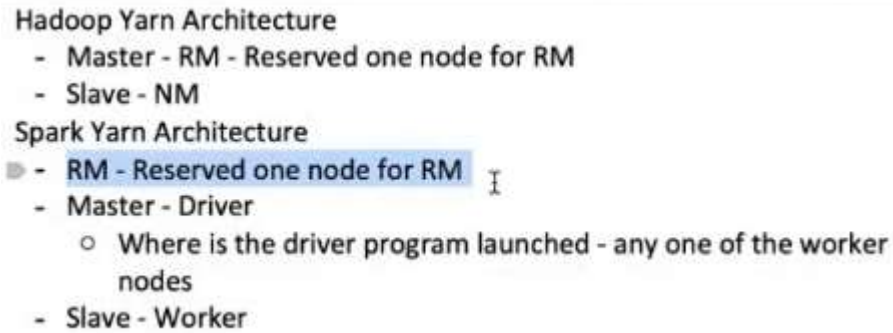 Hadoop Yarn Architecture
- Master - RM - Reserved one node for RM
- Slave - NM
Spark Yarn Architecture
- RM - Reserved one node for RM
- Master - Driver
○ Where is the driver program launched - any one of the worker
nodes
- Slave - Worker